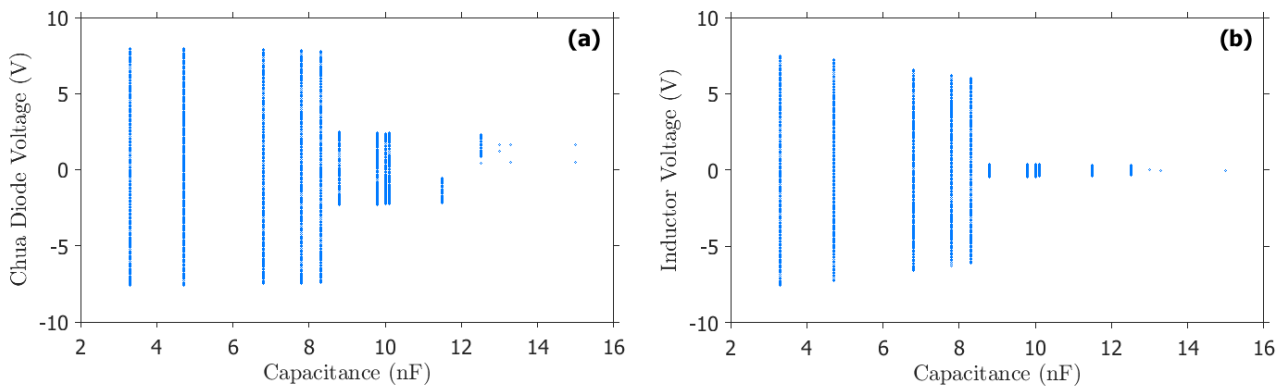 (a)
Chua Diode Voltage (V)
10
5
0
-5
-10
2 4 6 8 10 12 14 16
Capacitance (nF)
(b)
Inductor Voltage (V)
10
5
0
-5
-10
2 4 6 8 10 12 14 16
Capacitance (nF)